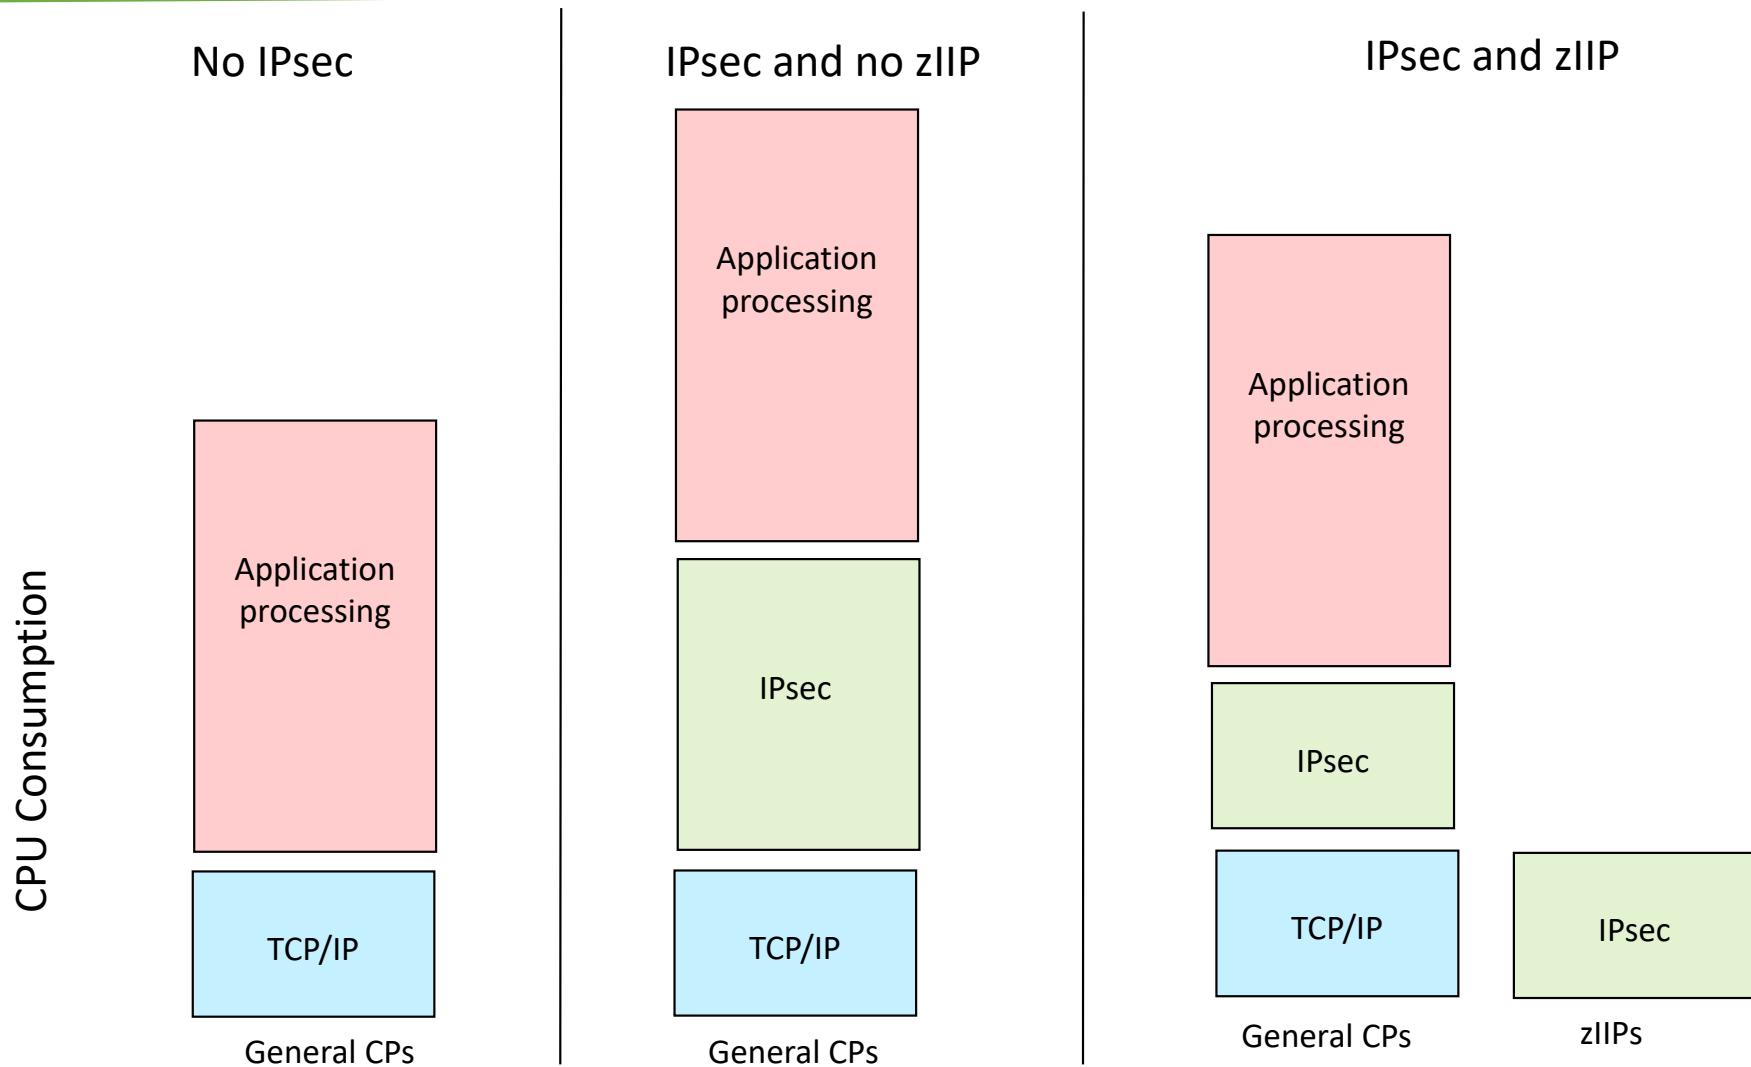 No IPsec
IPsec and no zIIP
IPsec and zIIP
CPU Consumption
Application
processing
TCP/IP
General CPs
Application
processing
IPsec
TCP/IP
General CPs
Application
processing
IPsec
TCP/IP
General CPs
IPsec
zIIPs